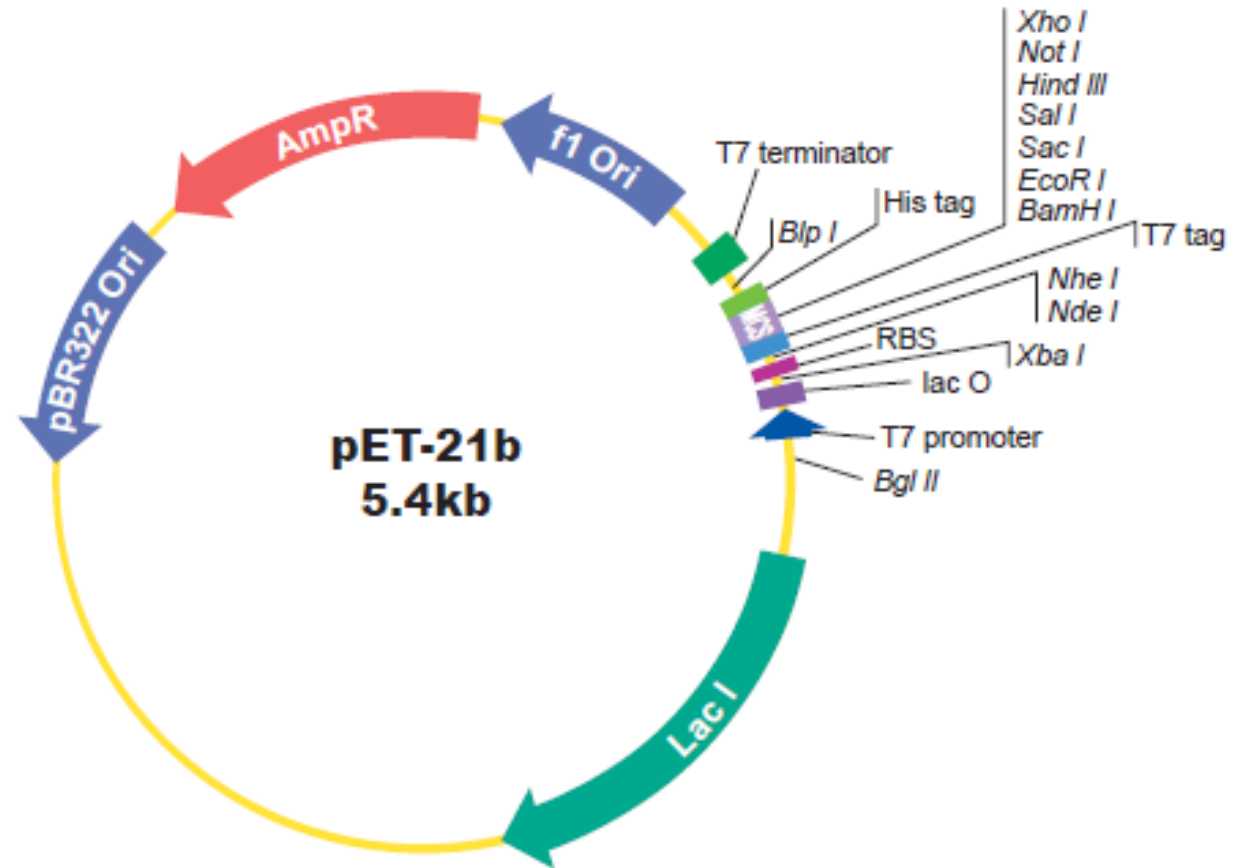 Xho I
Not I
Hind III
Sal I
Sac I
EcoR I
BamH I
AmpR
f1 Ori
T7 terminator
His tag
Blp I
T7 tag
Nhe I
Nde I
MCS
RBS
Xba I
lac O
pBR322 Ori
T7 promoter
Bgl II
pET-21b
5.4kb
Lac I